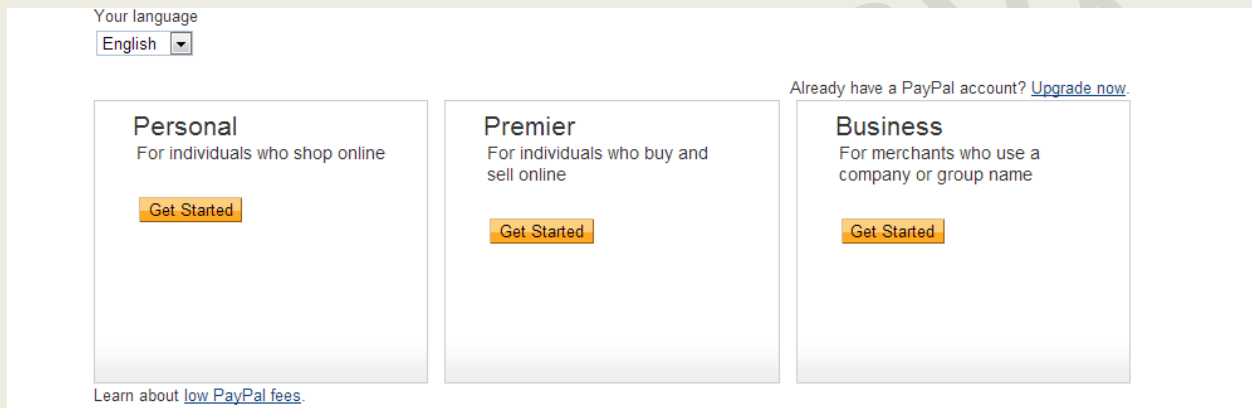 Your language
English
Already have a PayPal account? Upgrade now.
Personal
For individuals who shop online
Get Started
Premier
For individuals who buy and
sell online
Get Started
Business
For merchants who use a
company or group name
Get Started
Learn about low PayPal fees.